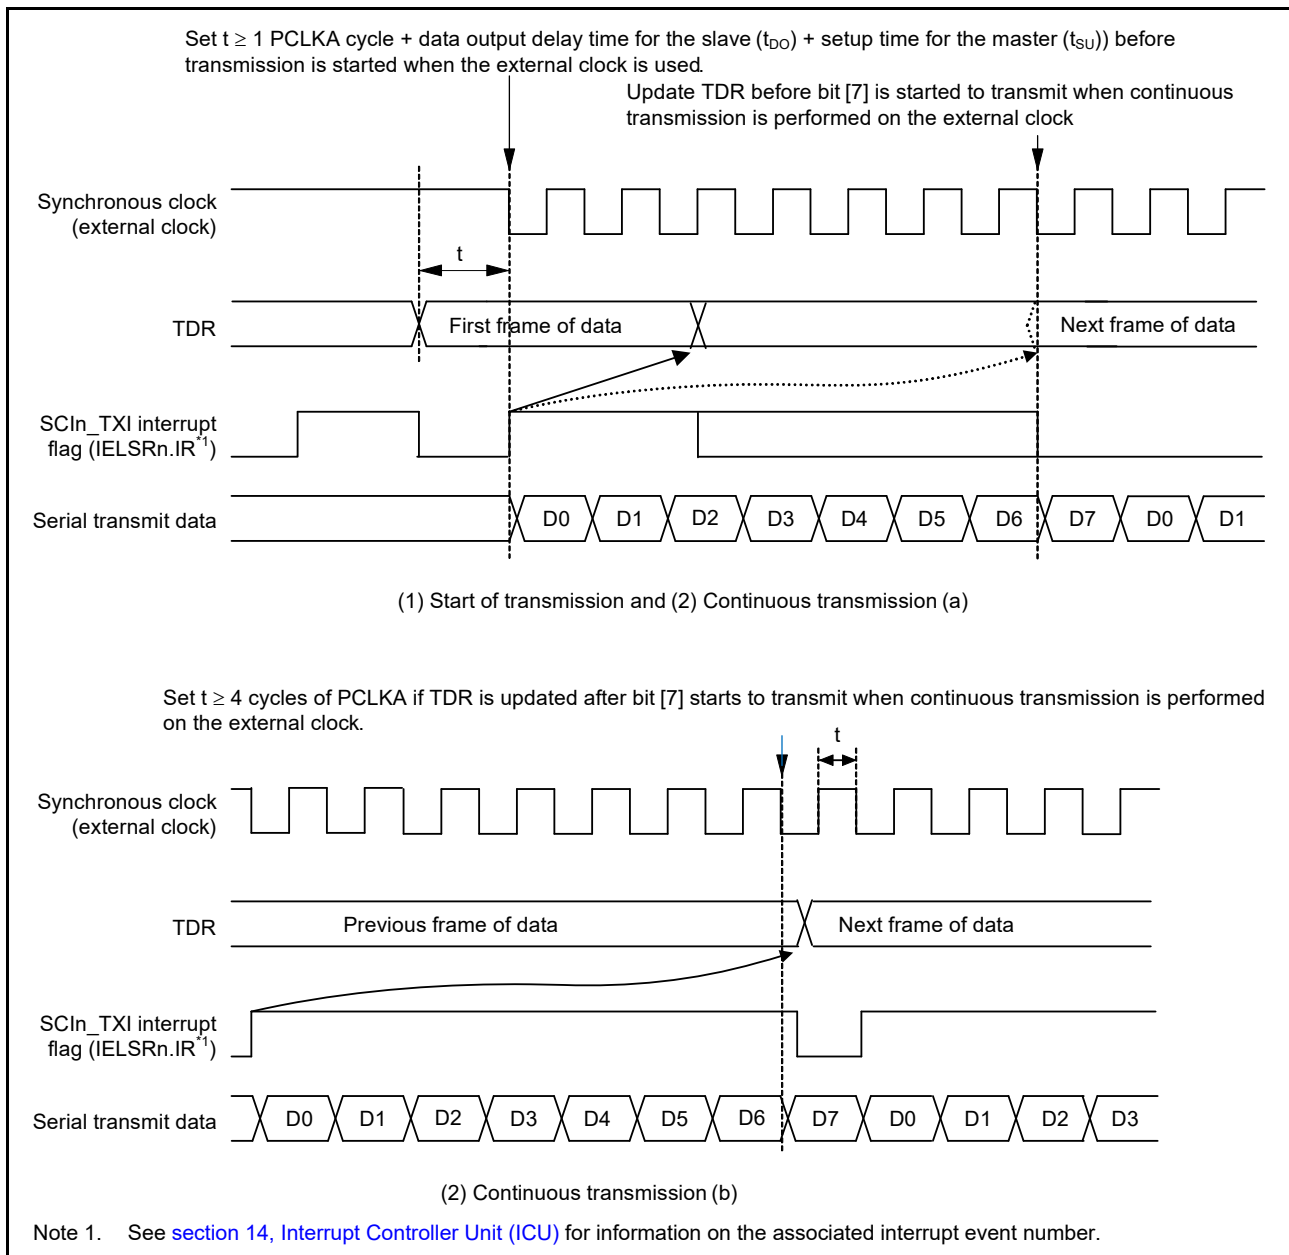 Set t ≥ 1 PCLKA cycle + data output delay time for the slave (tDO) + setup time for the master (tSU)) before
transmission is started when the external clock is used.
Update TDR before bit [7] is started to transmit when continuous
transmission is performed on the external clock
Synchronous clock
(external clock)
t
TDR
First frame of data
Next frame of data
SCIn_TXI interrupt
flag (IELSRn.IR*1)
Serial transmit data
D0 D1 D2 D3 D4 D5 D6 D7 D0 D1
(1) Start of transmission and (2) Continuous transmission (a)
Set t ≥ 4 cycles of PCLKA if TDR is updated after bit [7] starts to transmit when continuous transmission is performed
on the external clock.
t
Synchronous clock
(external clock)
TDR
Previous frame of data
Next frame of data
SCIn_TXI interrupt
flag (IELSRn.IR*1)
Serial transmit data
D0 D1 D2 D3 D4 D5 D6 D7 D0 D1 D2 D3
(2) Continuous transmission (b)
Note 1. See section 14, Interrupt Controller Unit (ICU) for information on the associated interrupt event number.